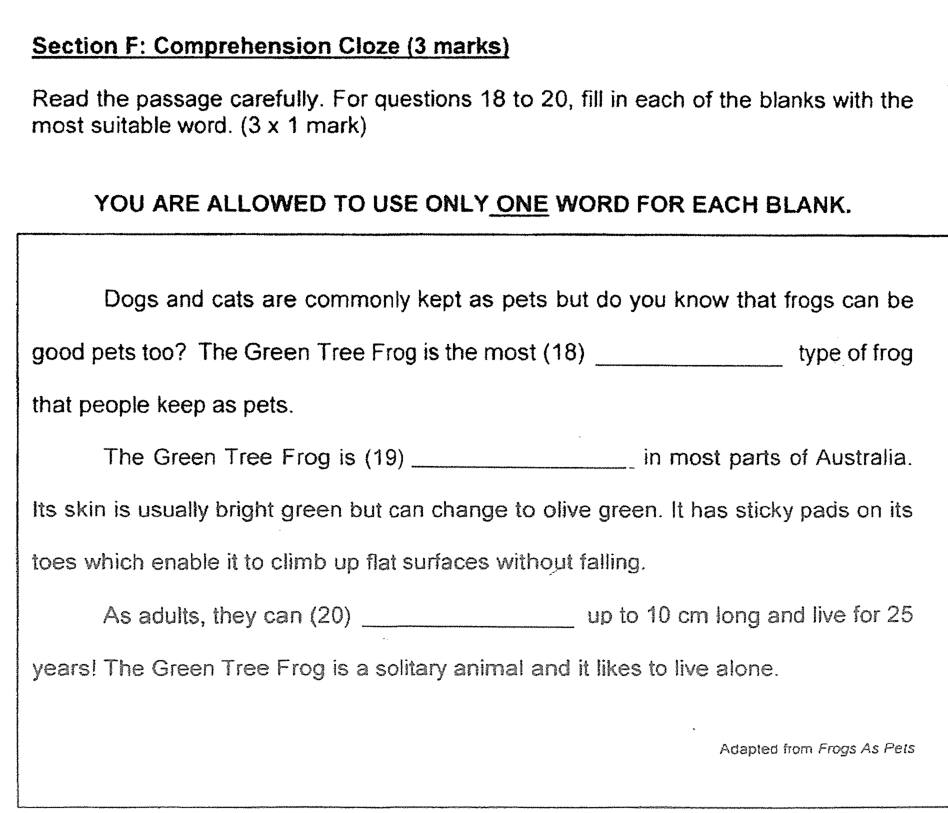 Section F: Comprehension Cloze (3 marks)
Read the passage carefully. For questions 18 to 20, fill in each of the blanks with the
most suitable word. (3 x 1 mark)
YOU ARE ALLOWED TO USE ONLY ONE WORD FOR EACH BLANK.
Dogs and cats are commonly kept as pets but do you know that frogs can be
good pets too? The Green Tree Frog is the most (18) ______________ type of frog
that people keep as pets.
The Green Tree Frog is (19) ________________ in most parts of Australia.
Its skin is usually bright green but can change to olive green. It has sticky pads on its
toes which enable it to climb up flat surfaces without falling.
As adults, they can (20) ________________ up to 10 cm long and live for 25
years! The Green Tree Frog is a solitary animal and it likes to live alone.
Adapted from Frogs As Pets